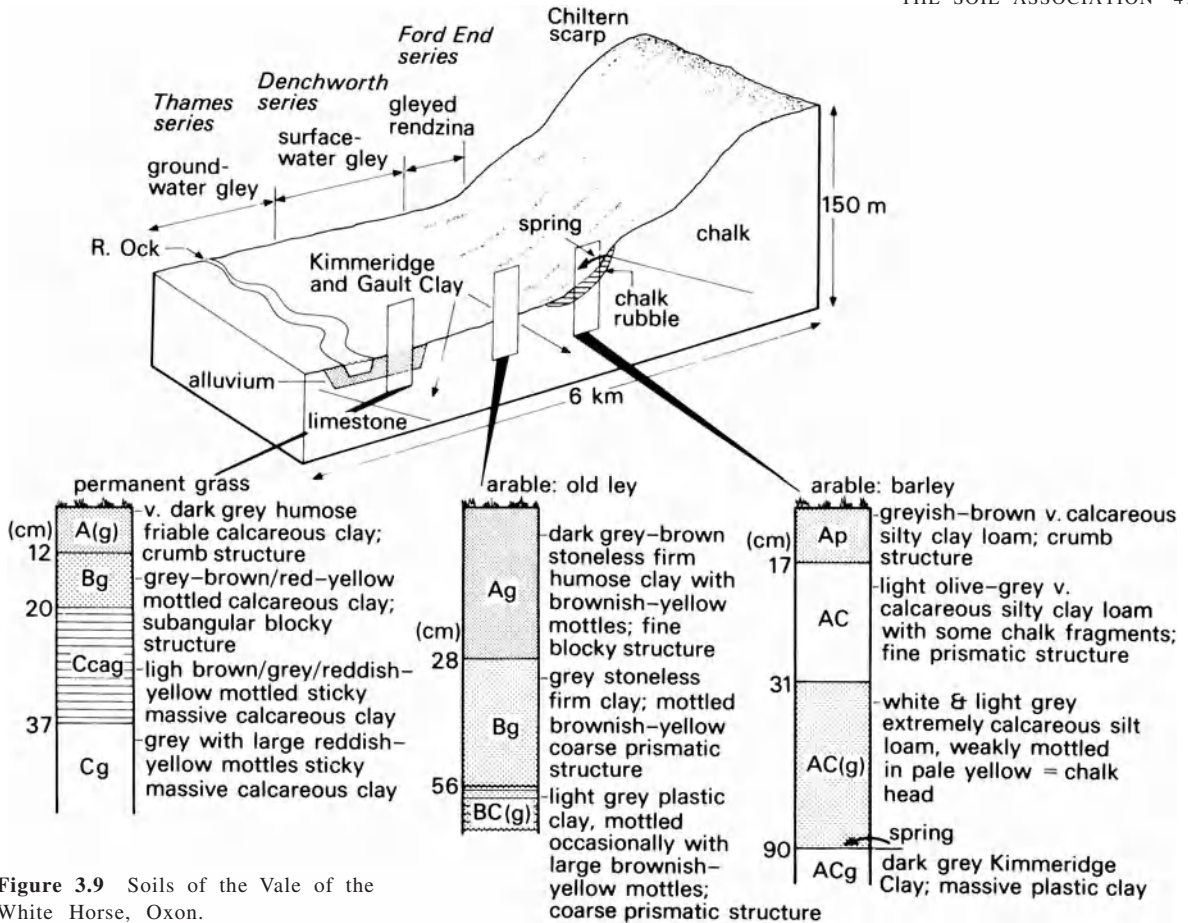 THE SOIL ASSOCIATION
Chiltern
scarp
Ford End
series
Denchworth
series
Thames
series
gleyed
rendzina
surface-
water gley
ground-
water gley
R. Ock
150 m
spring
chalk
Kimmeridge
and Gault Clay
chalk
rubble
alluvium
limestone
6 km
permanent grass
(cm)
A(g)
v. dark grey humose
friable calcareous clay;
crumb structure
12
Bg
grey-brown/red-yellow
mottled calcareous clay;
subangular blocky
structure
20
Ccag
ligh brown/grey/reddish-
yellow mottled sticky
massive calcareous clay
37
Cg
grey with large reddish-
yellow mottles sticky
massive calcareous clay
arable: old ley
Ag
dark grey-brown
stoneless firm
humose clay with
brownish-yellow
mottles; fine
blocky structure
(cm)
28
Bg
grey stoneless
firm clay; mottled
brownish-yellow
coarse prismatic
structure
56
BC(g)
light grey plastic
clay, mottled
occasionally with
large brownish-
yellow mottles;
coarse prismatic structure
arable: barley
(cm)
Ap
greyish-brown v. calcareous
silty clay loam; crumb
structure
17
AC
light olive-grey v.
calcareous silty clay loam
with some chalk fragments;
fine prismatic structure
31
AC(g)
white & light grey
extremely calcareous silt
loam, weakly mottled
in pale yellow = chalk
head
spring
90
ACg
dark grey Kimmeridge
Clay; massive plastic clay
Figure 3.9 Soils of the Vale of the
White Horse, Oxon.